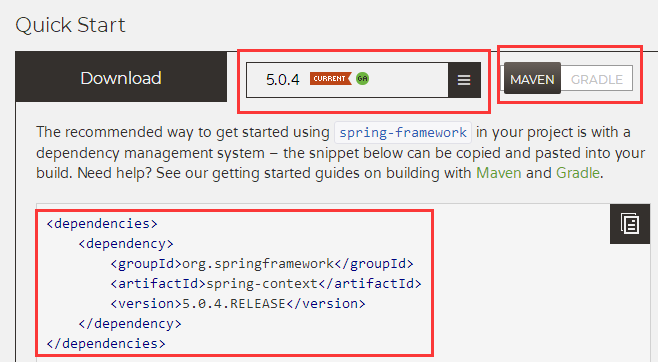 Quick Start
Download
5.0.4 CURRENT GA
MAVEN GRADLE
The recommended way to get started using spring-framework in your project is with a
dependency management system – the snippet below can be copied and pasted into your
build. Need help? See our getting started guides on building with Maven and Gradle.
<dependencies>
    <dependency>
        <groupId>org.springframework</groupId>
        <artifactId>spring-context</artifactId>
        <version>5.0.4.RELEASE</version>
    </dependency>
</dependencies>